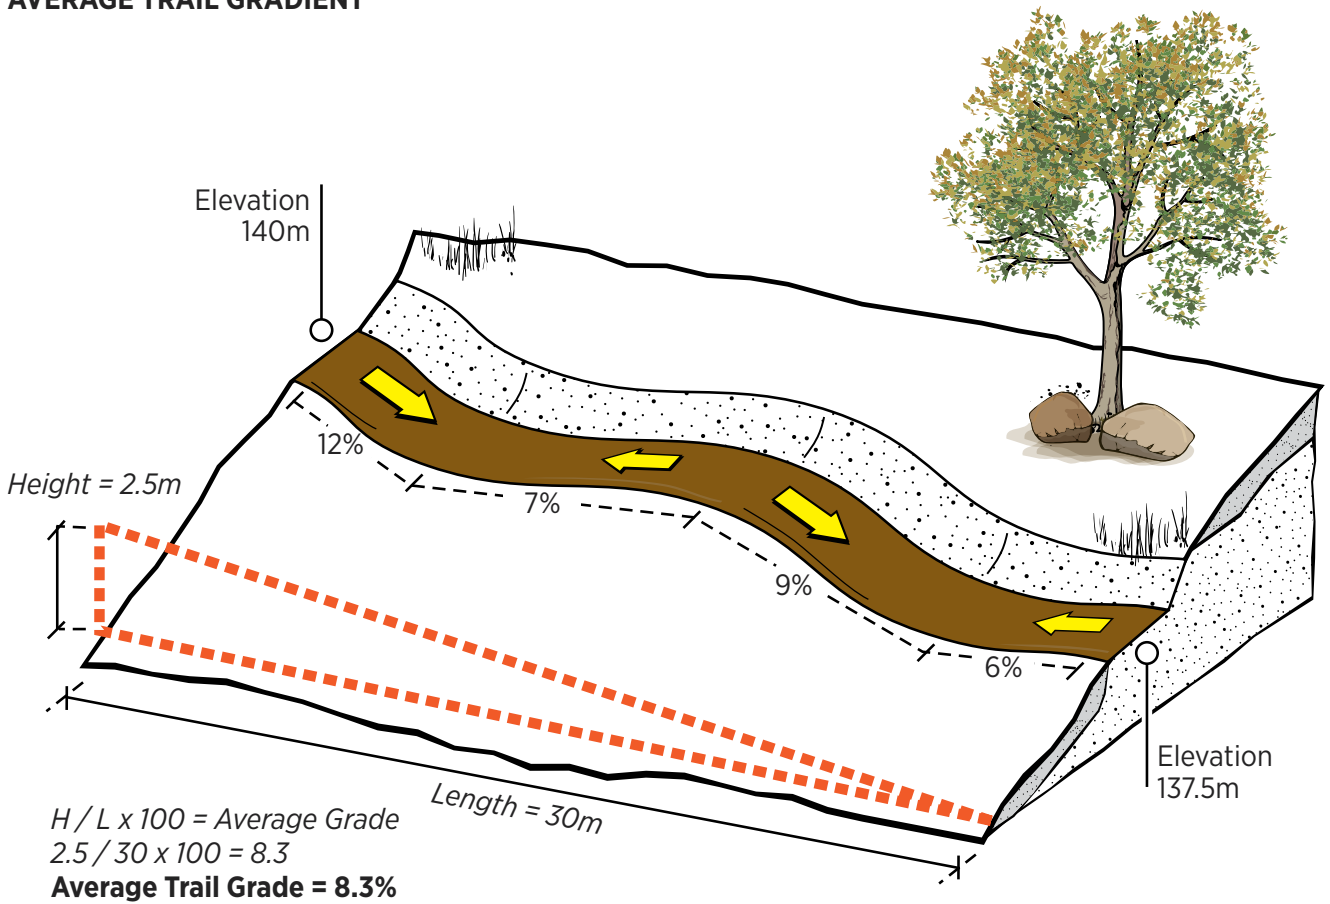 AVERAGE TRAIL GRADIENT
Elevation
140m
12%
Height = 2.5m
7%
9%
6%
Elevation
137.5m
Length = 30m
H / L x 100 = Average Grade
2.5 / 30 x 100 = 8.3
Average Trail Grade = 8.3%